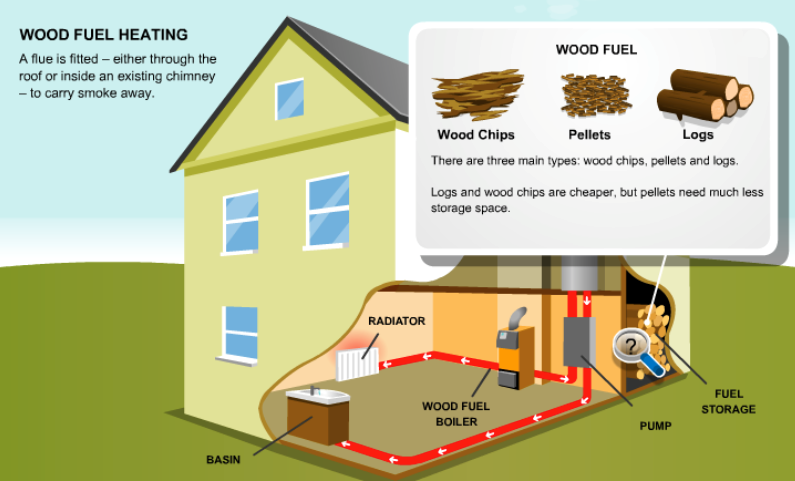 WOOD FUEL HEATING
A flue is fitted – either through the
roof or inside an existing chimney
– to carry smoke away.
WOOD FUEL
Wood Chips
Pellets
Logs
There are three main types: wood chips, pellets and logs.
Logs and wood chips are cheaper, but pellets need much less
storage space.
RADIATOR
?
WOOD FUEL
BOILER
FUEL
STORAGE
PUMP
BASIN